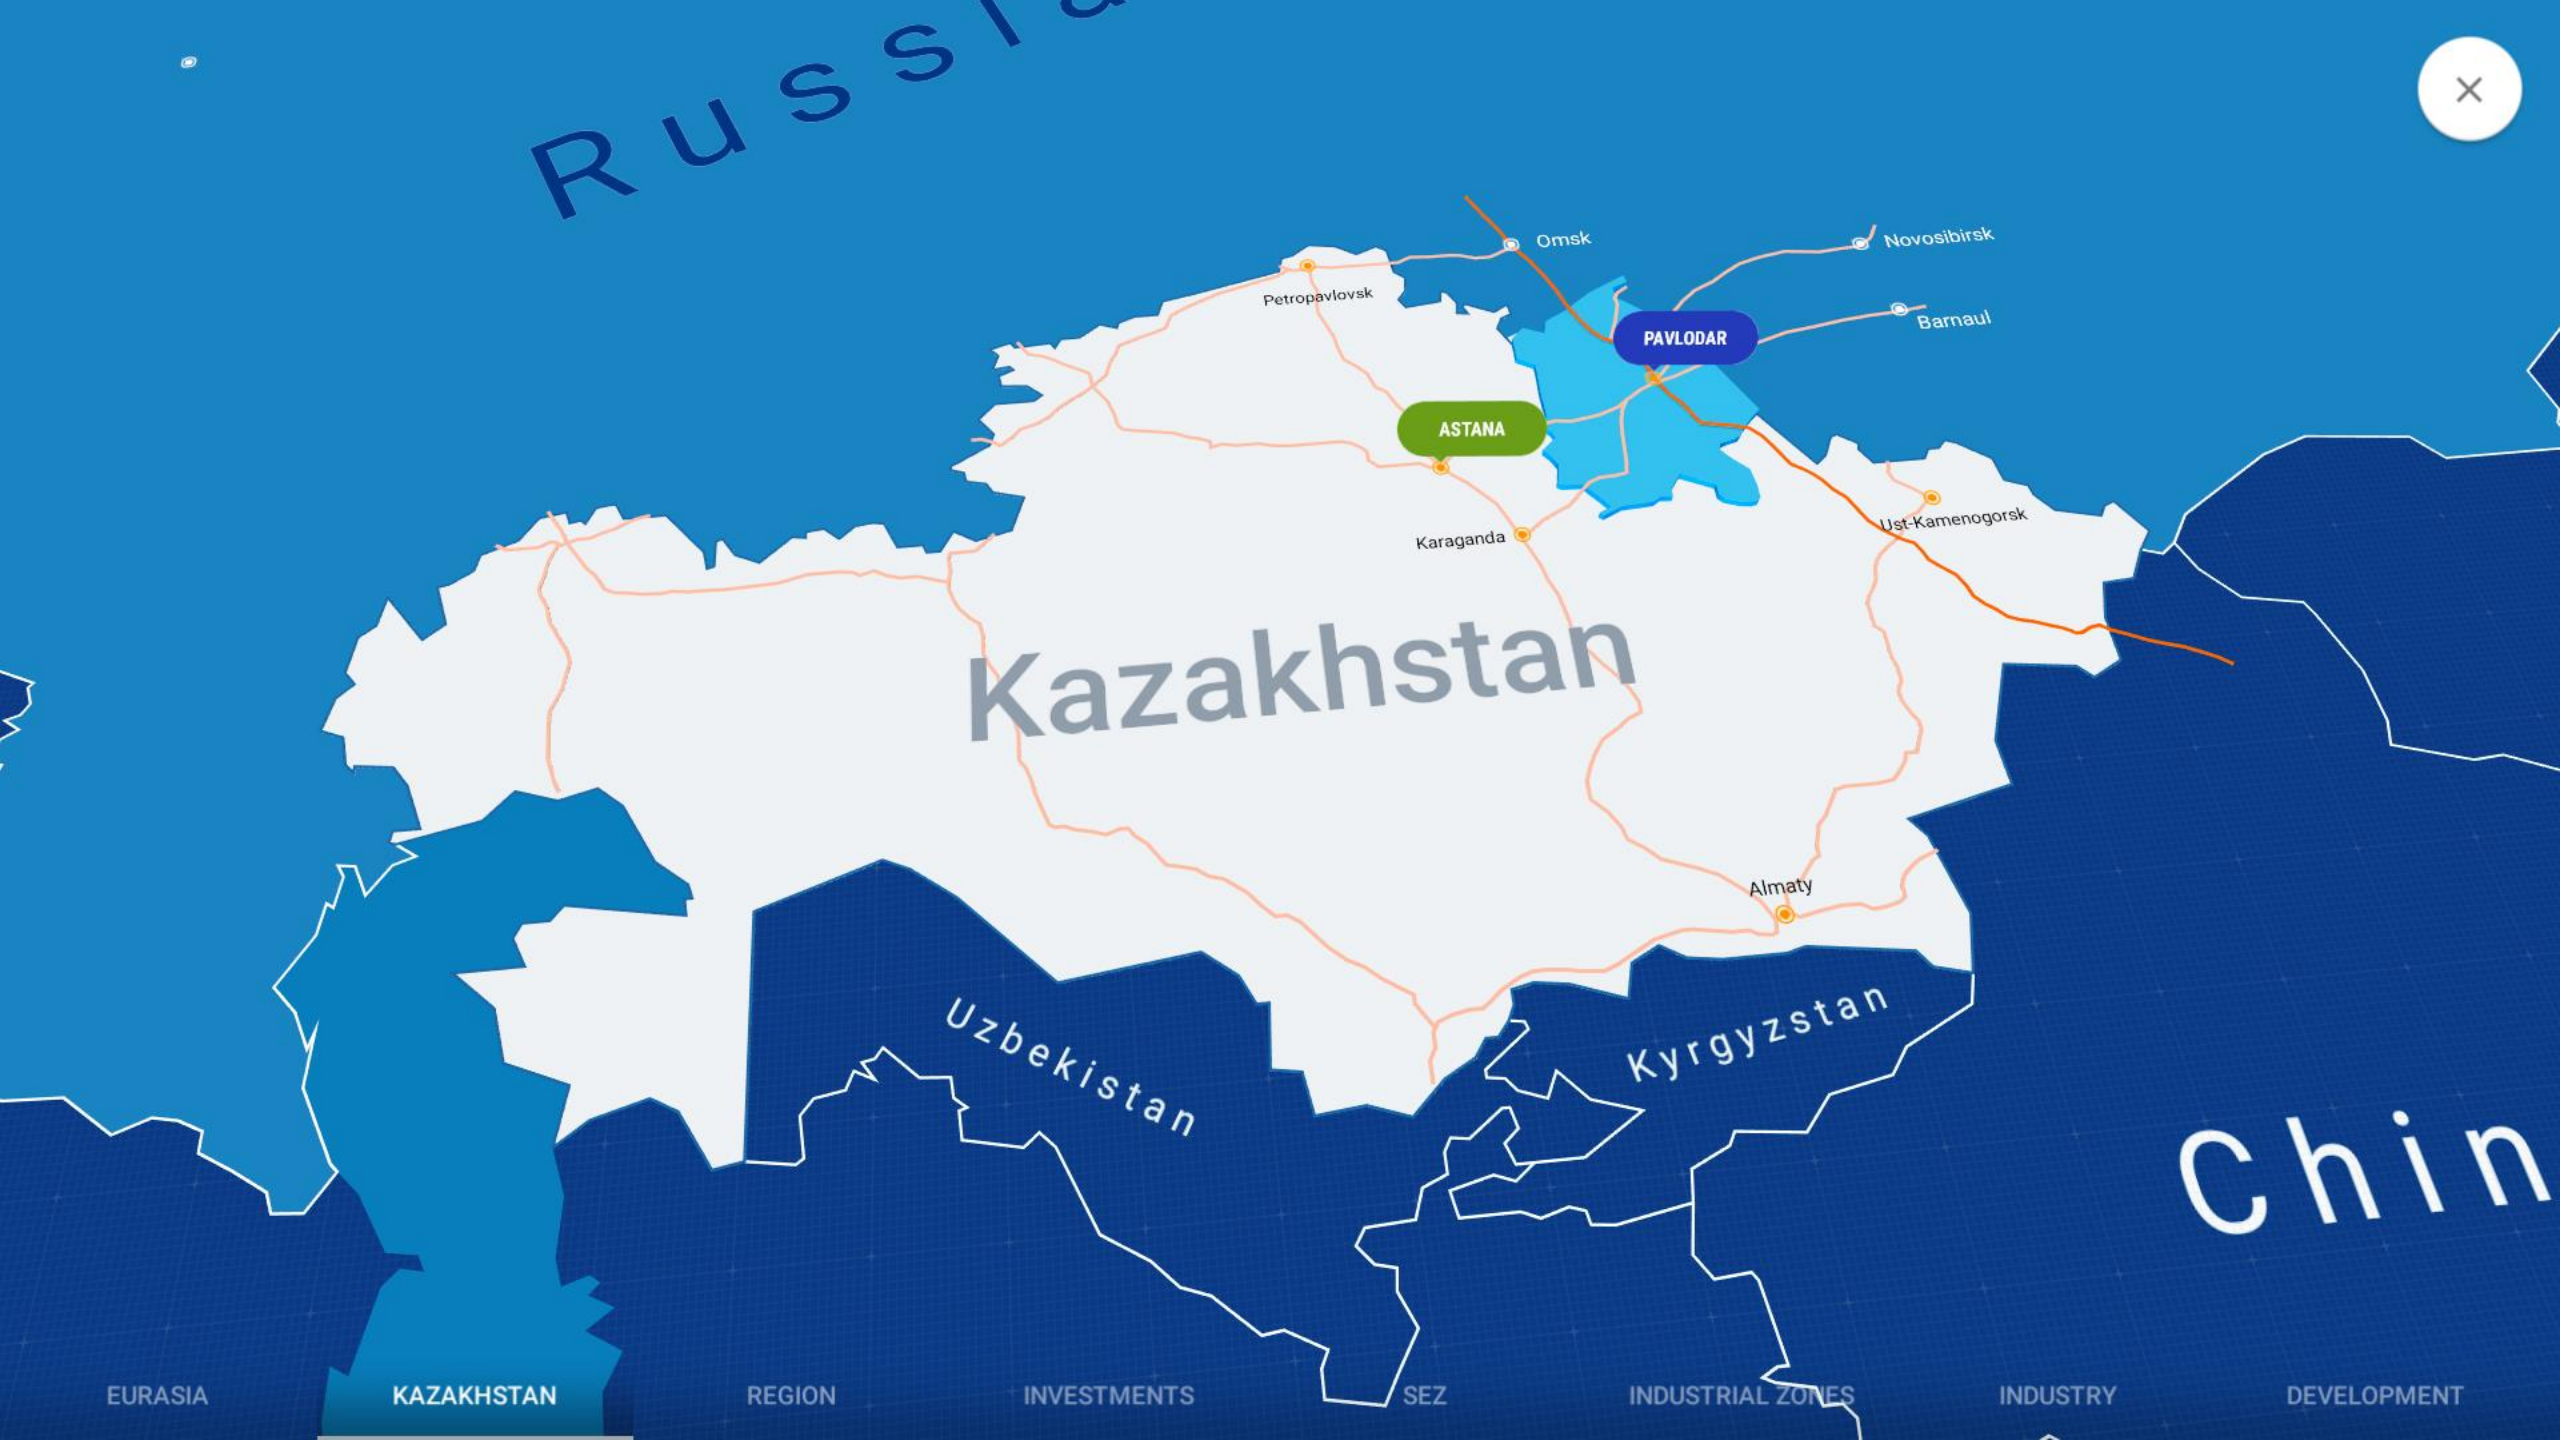 Russia
Omsk
Novosibirsk
Petropavlovsk
Barnaul
PAVLODAR
ASTANA
Ust-Kamenogorsk
Karaganda
Kazakhstan
Almaty
Uzbekistan
Kyrgyzstan
Chin
EURASIA KAZAKHSTAN REGION INVESTMENTS SEZ INDUSTRIAL ZONES INDUSTRY DEVELOPMENT